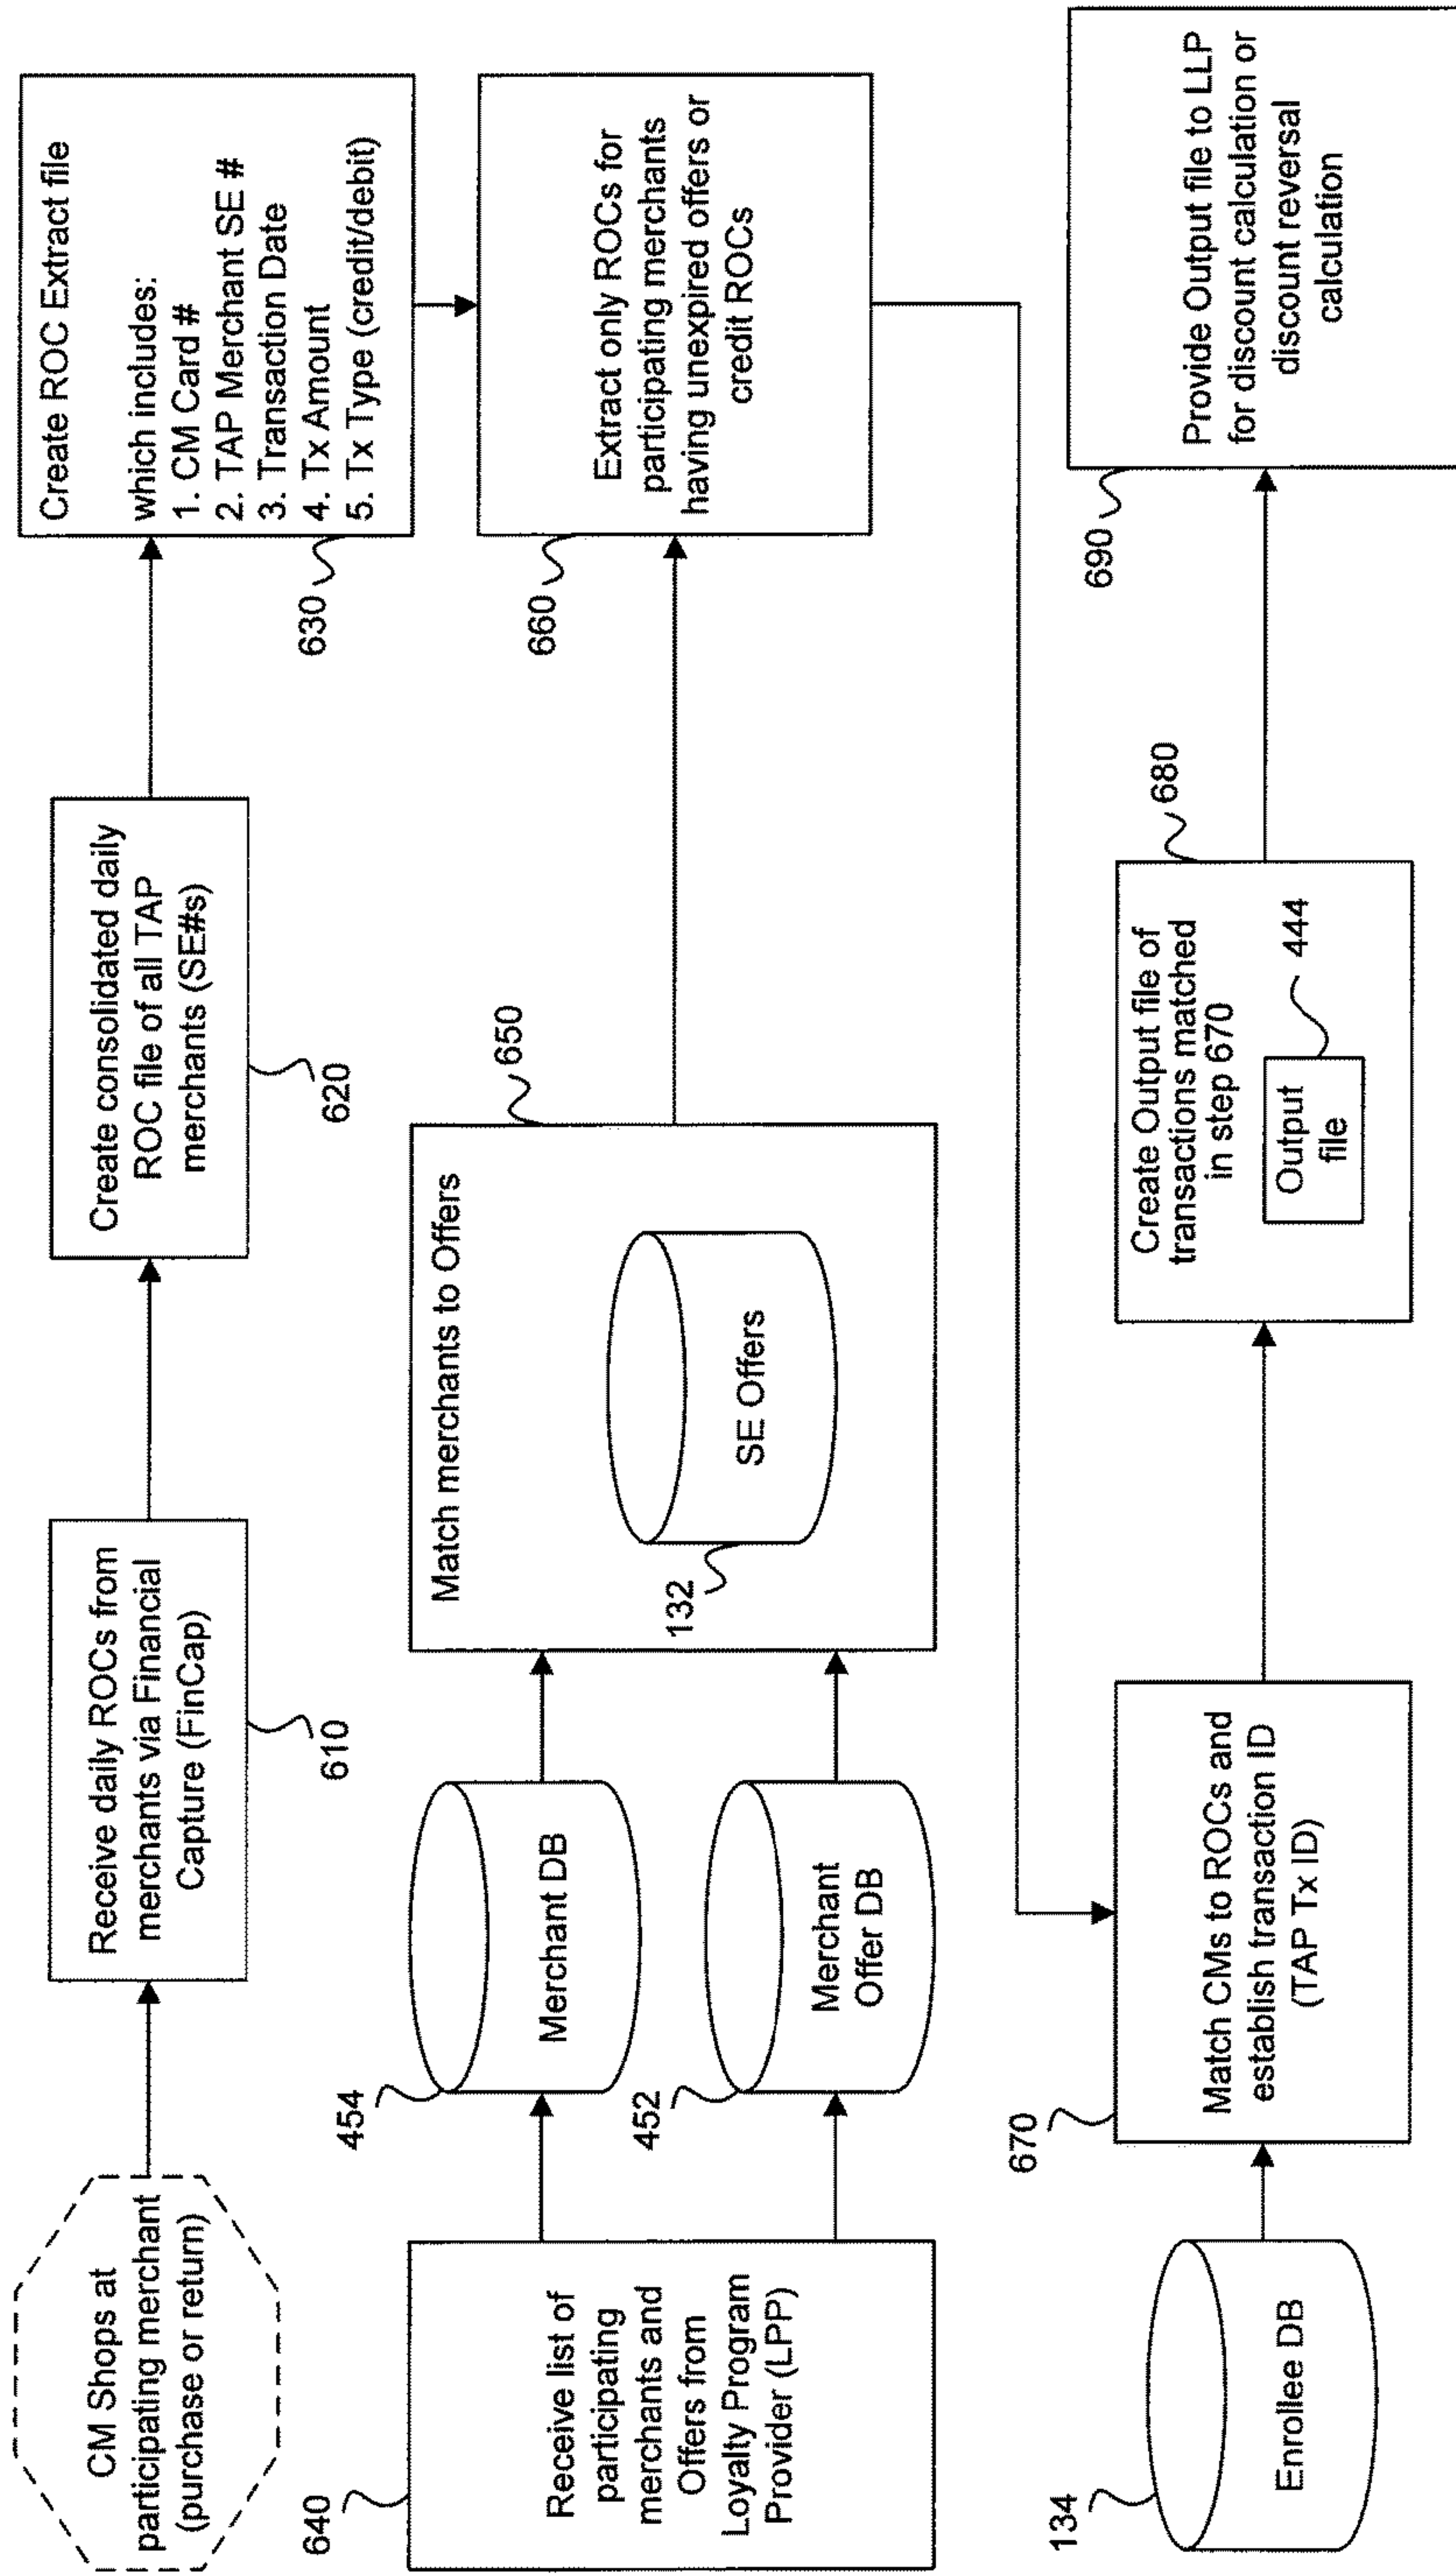 CM Shops at
participating merchant
(purchase or return)
Receive daily ROCs from
merchants via Financial
Capture (FinCap)
610
Create consolidated daily
ROC file of all TAP
merchants (SE#s)
620
Create ROC Extract file
which includes:
1. CM Card #
2. TAP Merchant SE #
3. Transaction Date
4. Tx Amount
5. Tx Type (credit/debit)
630
640
Receive list of
participating
merchants and
Offers from
Loyalty Program
Provider (LPP)
454
Merchant DB
452
Merchant
Offer DB
Match merchants to Offers
650
132
SE Offers
660
Extract only ROCs for
participating merchants
having unexpired offers or
credit ROCs
134
Enrollee DB
670
Match CMs to ROCs and
establish transaction ID
(TAP Tx ID)
680
Create Output file of
transactions matched
in step 670
Output
file
444
690
Provide Output file to LLP
for discount calculation or
discount reversal
calculation